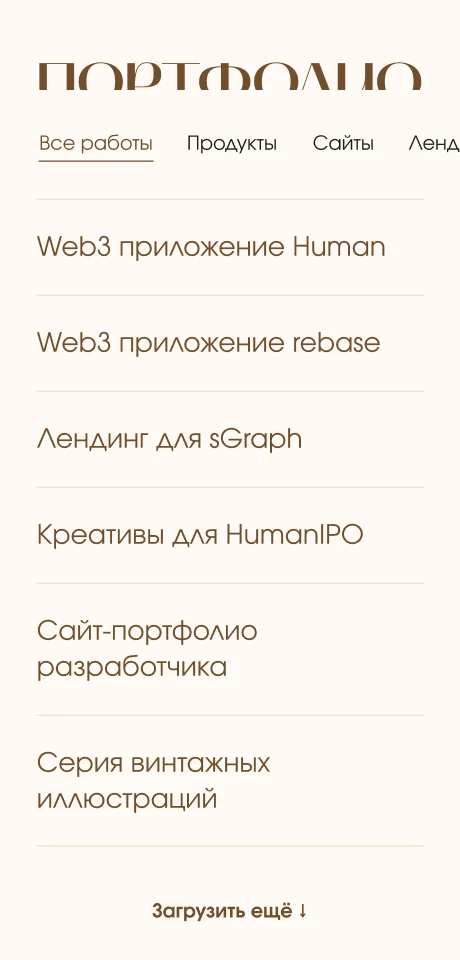 ПОРТФОЛИО
Все работы Продукты Сайты Ленд
Web3 приложение Human
Web3 приложение rebase
Лендинг для sGraph
Креативы для HumanIPO
Сайт-портфолио
разработчика
Серия винтажных
иллюстраций
Загрузить ещё ↓